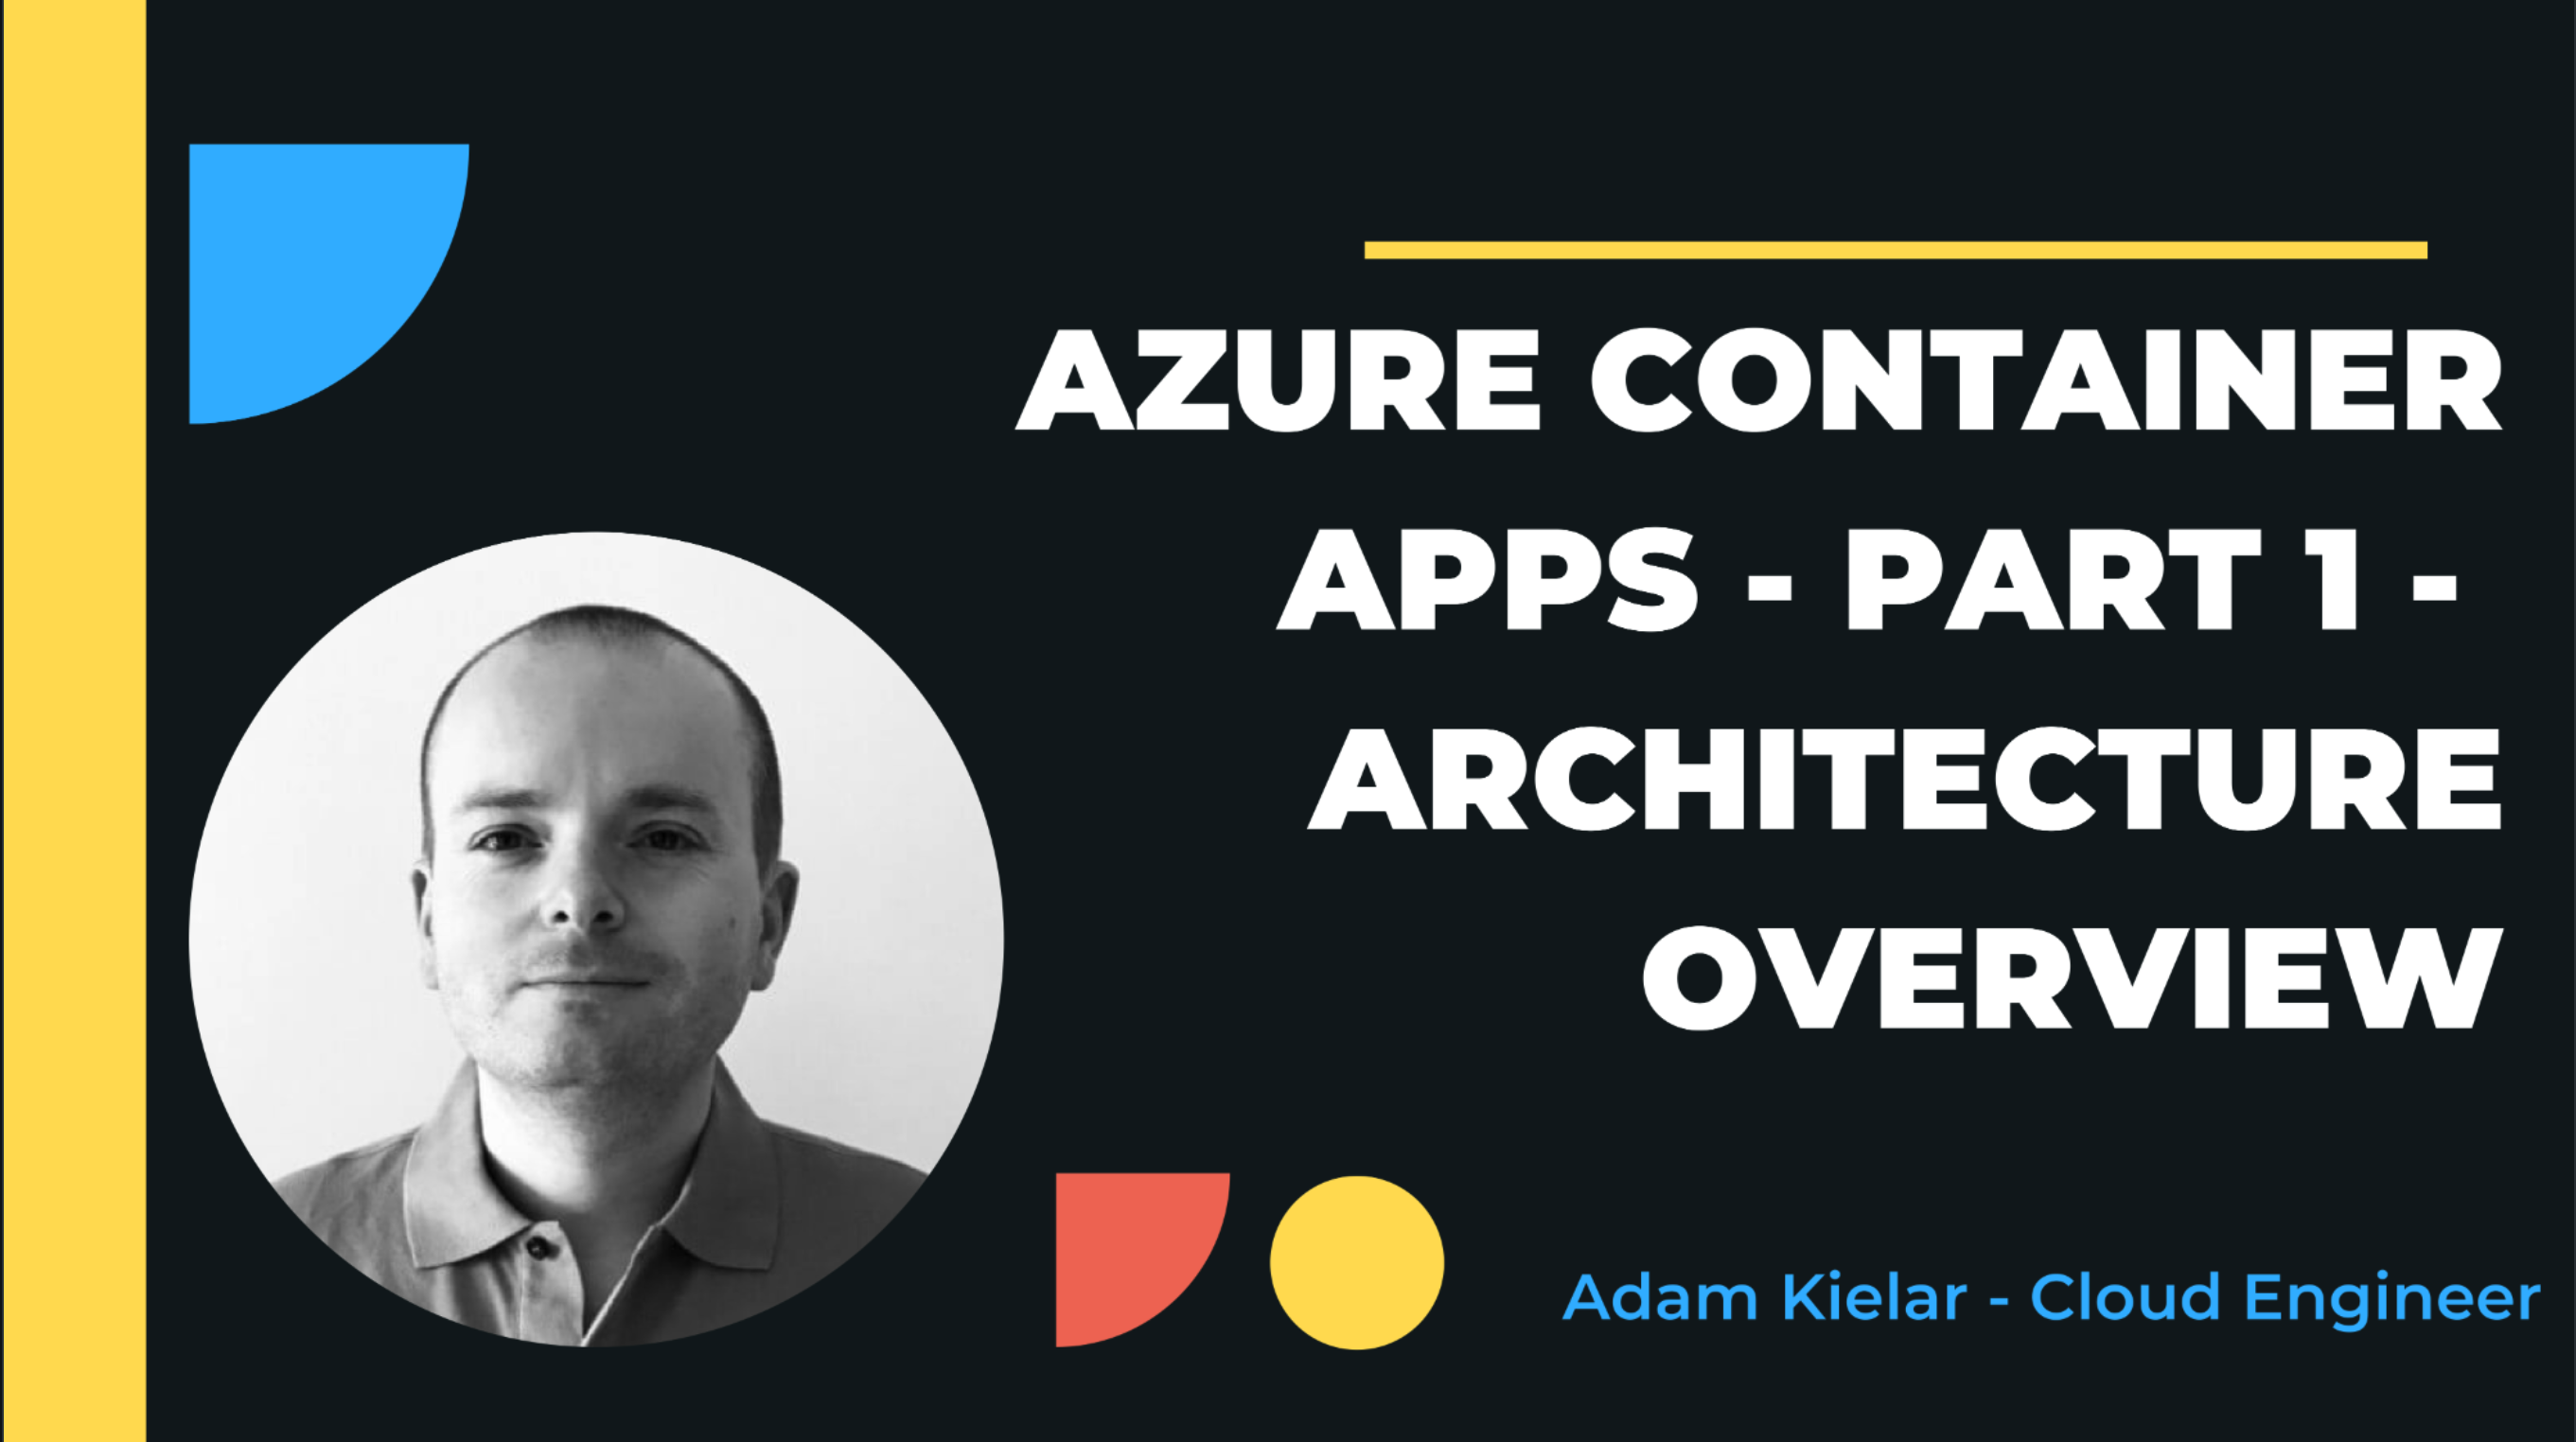 AZURE CONTAINER
APPS - PART 1 -
ARCHITECTURE
OVERVIEW
Adam Kielar - Cloud Engineer